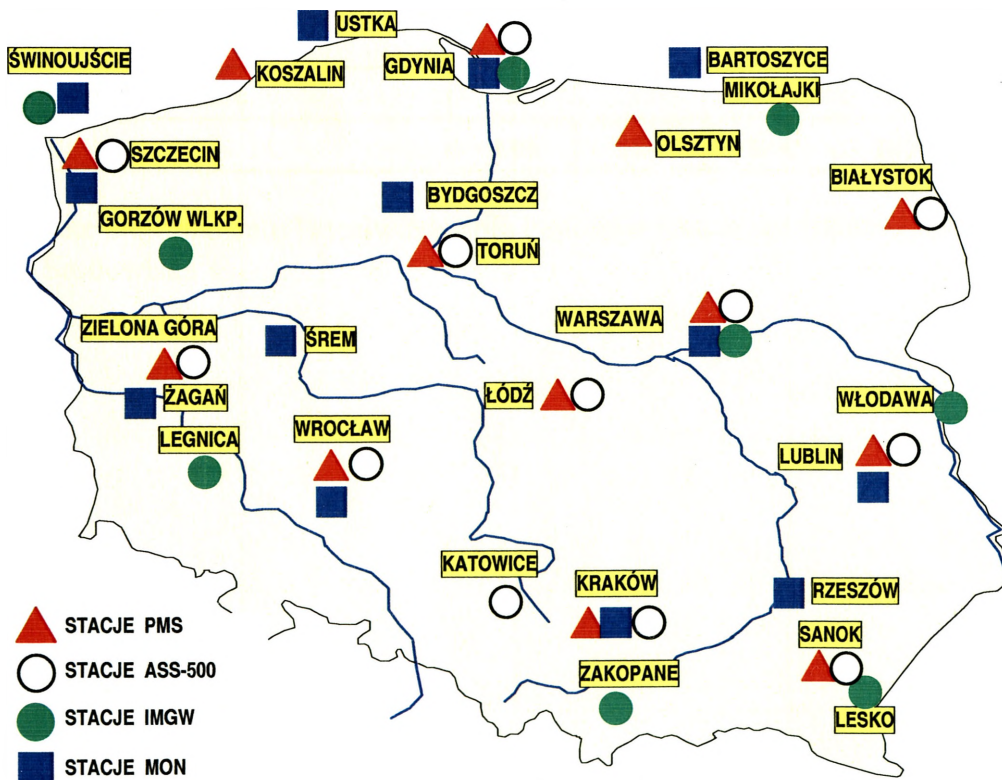 USTKA
ŚWINOUJŚCIE
KOSZALIN
GDYNIA
BARTOSZYCE
MIKOŁAJKI
SZCZECIN
OLSZTYN
BIAŁYSTOK
BYDGOSZCZ
GORZÓW WLKP.
TORUŃ
WARSZAWA
ZIELONA GÓRA
ŚREM
ŻAGAŃ
ŁÓDŹ
WŁODAWA
WROCŁAW
LEGNICA
LUBLIN
KATOWICE
KRAKÓW
RZESZÓW
SANOK
ZAKOPANE
LESKO
STACJE PMS
STACJE ASS-500
STACJE IMGW
STACJE MON